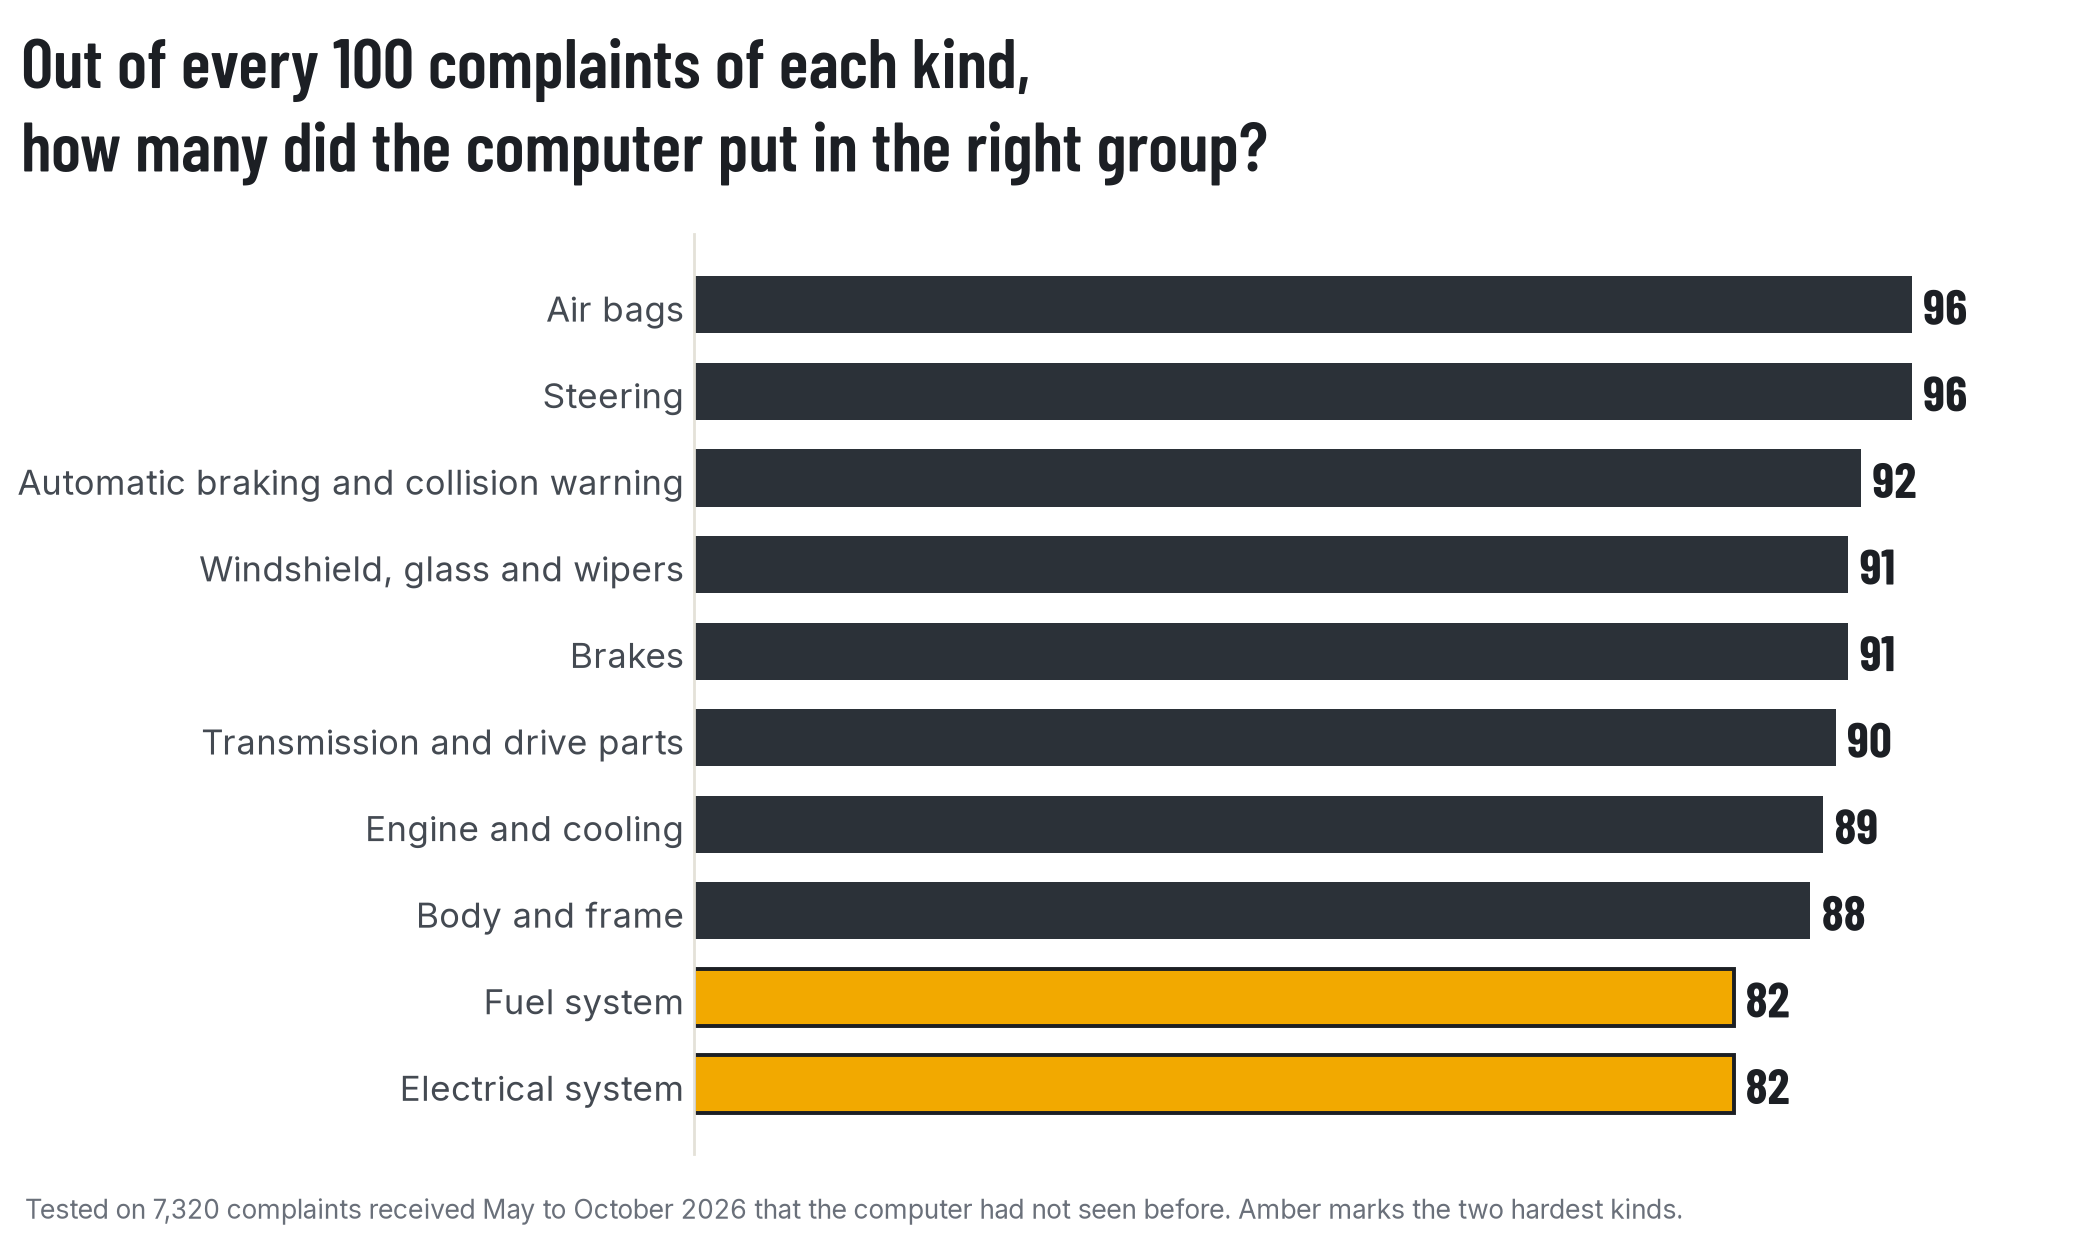 Out of every 100 complaints of each kind,
how many did the computer put in the right group?
Air bags 96
Steering 96
Automatic braking and collision warning 92
Windshield, glass and wipers 91
Brakes 91
Transmission and drive parts 90
Engine and cooling 89
Body and frame 88
Fuel system 82
Electrical system 82
Tested on 7,320 complaints received May to October 2026 that the computer had not seen before. Amber marks the two hardest kinds.